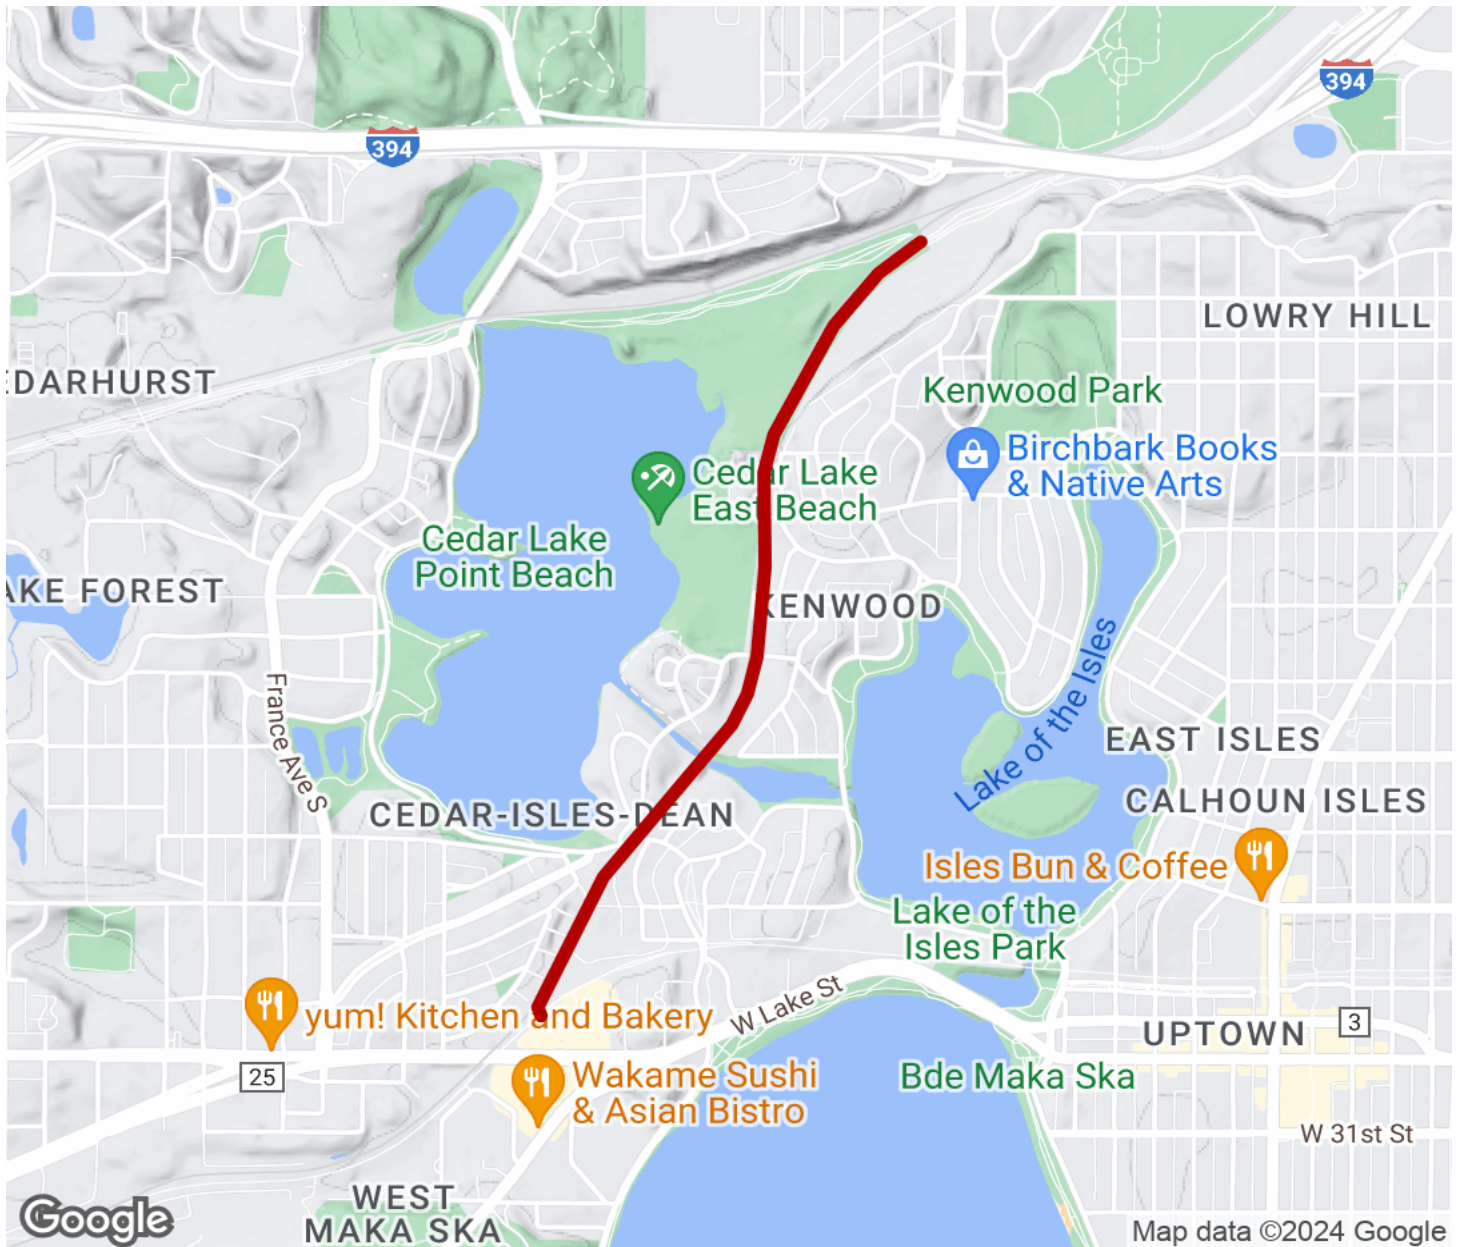 394
394
LOWRY HILL
EDARHURST
Kenwood Park
Birchbark Books
& Native Arts
Cedar Lake
East Beach
Cedar Lake
Point Beach
AKE FOREST
KENWOOD
Lake of the Isles
France Ave S
EAST ISLES
CALHOUN ISLES
CEDAR-ISLES-DEAN
Isles Bun & Coffee
Lake of the
Isles Park
W Lake St
yum! Kitchen and Bakery
UPTOWN
3
25
Wakame Sushi
& Asian Bistro
Bde Maka Ska
W 31st St
WEST
MAKA SKA
Google
Map data ©2024 Google